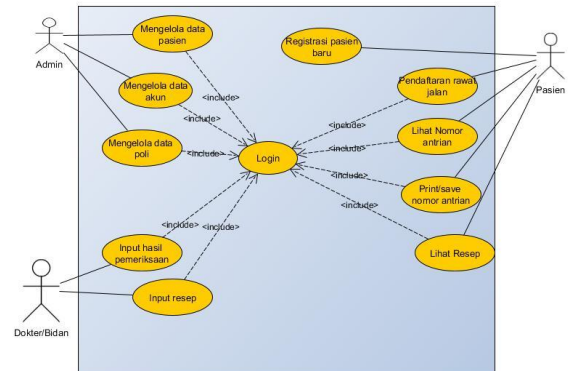 Mengelola data
pasien
Registrasi pasien
baru
Admin
Pasien
Mengelola data
akun
Pendaftaran rawat
jalan
<include>
<include>
<include>
<include>
Mengelola data
poli
<include>
Login
Lihat Nomor
antrian
<include>
Print/save
nomor antrian
<include>
<include>
<include>
Input hasil
pemeriksaan
Lihat Resep
Input resep
Dokter/Bidan